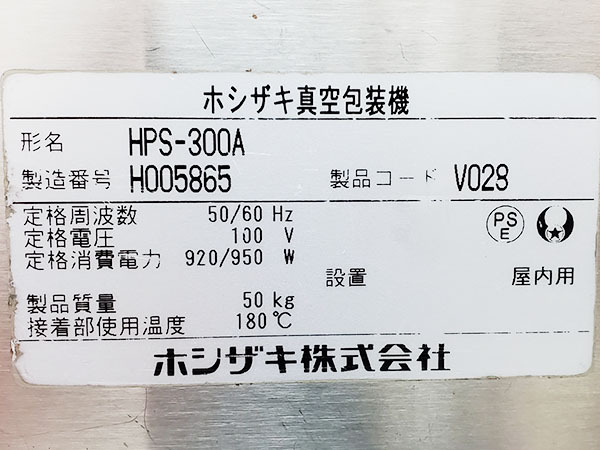 ホシザキ真空包装機
形名 HPS-300A
製造番号 H005865 製品コード V028
定格周波数 50/60 Hz
PS
E
定格電圧 100 V
定格消費電力 920/950 W
設置 屋内用
製品質量 50 kg
接着部使用温度 180℃
ホシザキ株式会社